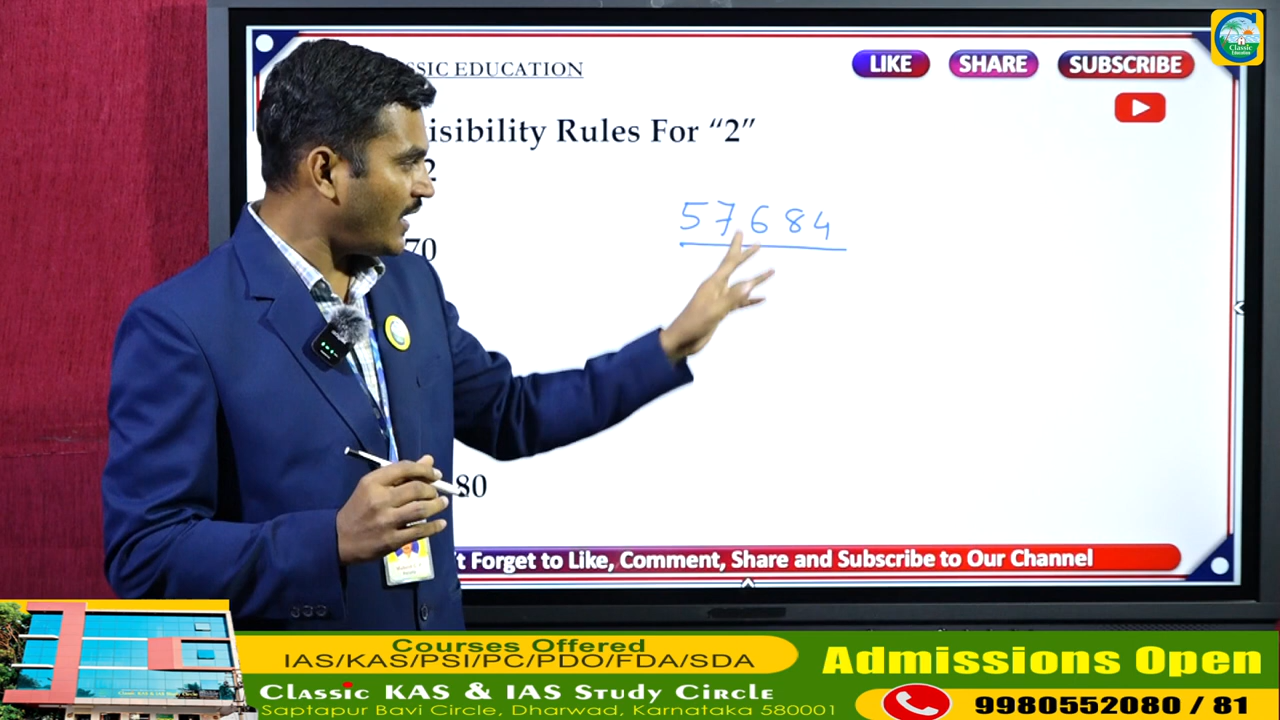 SSIC EDUCATION
LIKE
SHARE
SUBSCRIBE
Classic
Education
isibility Rules For “2”
2
57684
70
80
t Forget to Like, Comment, Share and Subscribe to Our Channel
Courses Offered
IAS/KAS/PSI/PC/PDO/FDA/SDA
Classic KAS & IAS Study Circle
Saptapur Bavi Circle, Dharwad, Karnataka 580001
Admissions Open
9980552080 / 81